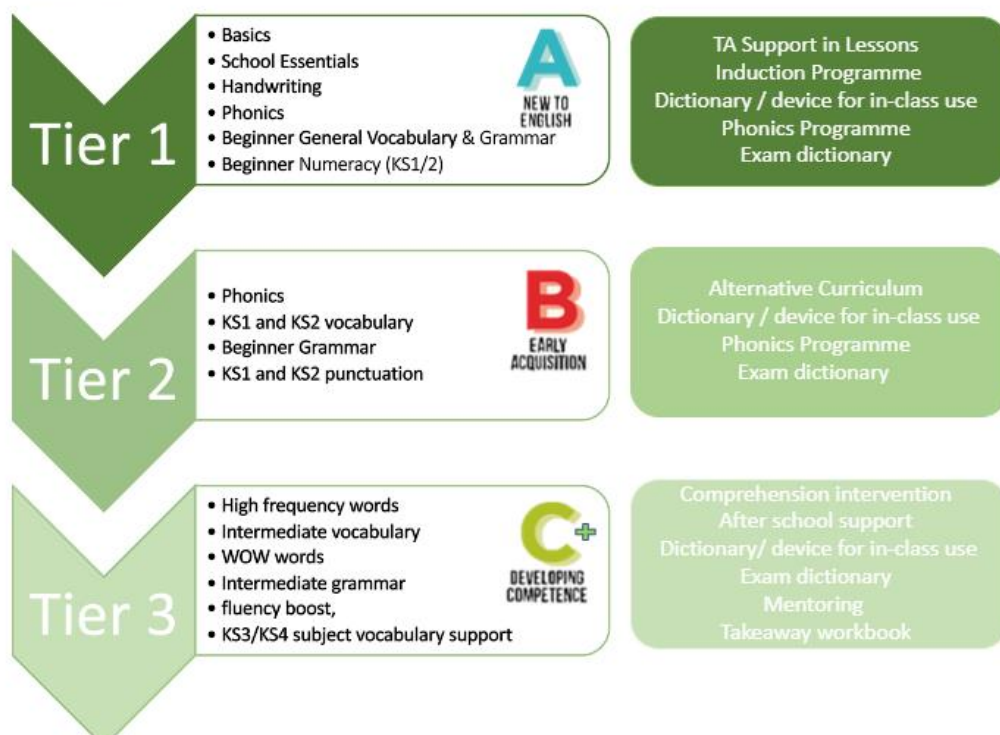 Tier 1
• Basics
• School Essentials
• Handwriting
• Phonics
• Beginner General Vocabulary & Grammar
• Beginner Numeracy (KS1/2)
A
NEW TO
ENGLISH
TA Support in Lessons
Induction Programme
Dictionary / device for in-class use
Phonics Programme
Exam dictionary
Tier 2
• Phonics
• KS1 and KS2 vocabulary
• Beginner Grammar
• KS1 and KS2 punctuation
B
EARLY
ACQUISITION
Alternative Curriculum
Dictionary / device for in-class use
Phonics Programme
Exam dictionary
Tier 3
• High frequency words
• Intermediate vocabulary
• WOW words
• Intermediate grammar
• fluency boost,
• KS3/KS4 subject vocabulary support
C+
DEVELOPING
COMPETENCE
Comprehension intervention
After school support
Dictionary/ device for in-class use
Exam dictionary
Mentoring
Takeaway workbook